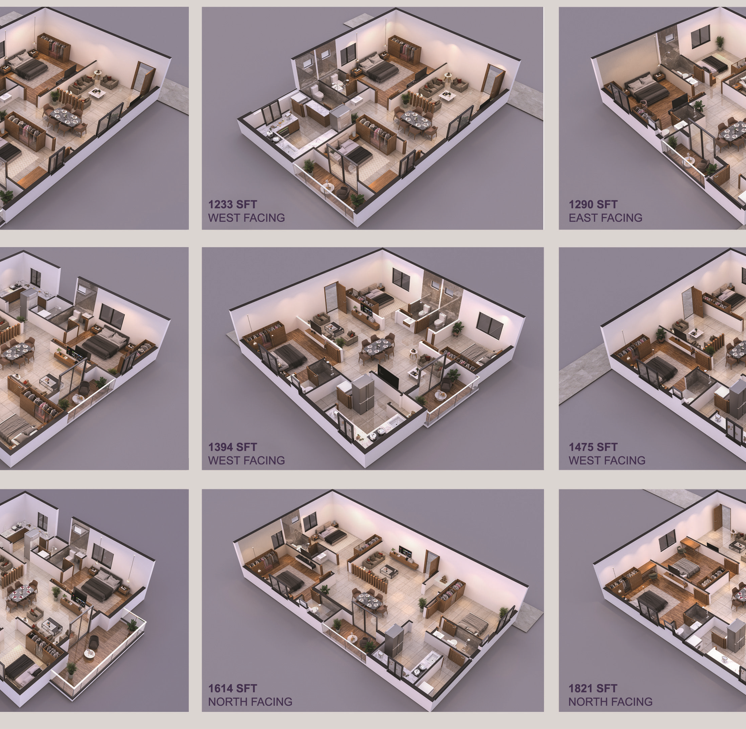 1233 SFT
WEST FACING
1290 SFT
EAST FACING
1394 SFT
WEST FACING
1475 SFT
WEST FACING
1614 SFT
NORTH FACING
1821 SFT
NORTH FACING